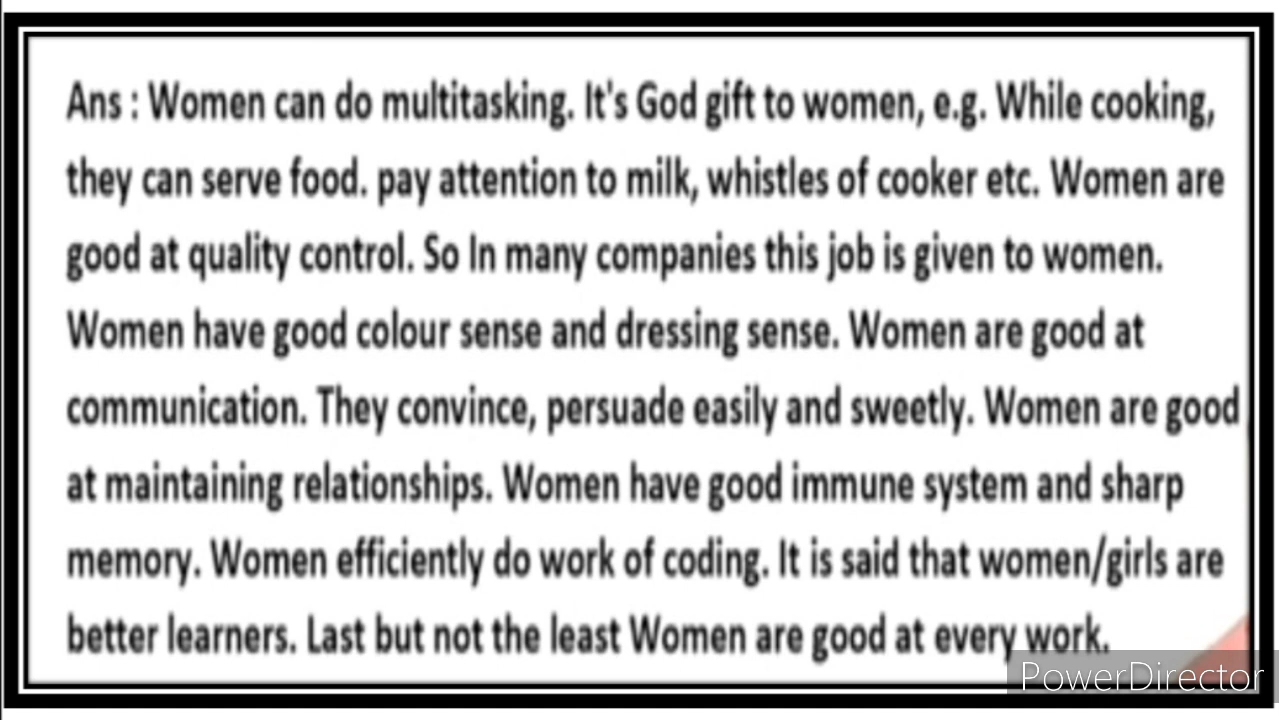 Ans : Women can do multitasking. It's God gift to women, e.g. While cooking,
they can serve food. pay attention to milk, whistles of cooker etc. Women are
good at quality control. So In many companies this job is given to women.
Women have good colour sense and dressing sense. Women are good at
communication. They convince, persuade easily and sweetly. Women are good
at maintaining relationships. Women have good immune system and sharp
memory. Women efficiently do work of coding. It is said that women/girls are
better learners. Last but not the least Women are good at every work.
PowerDirector